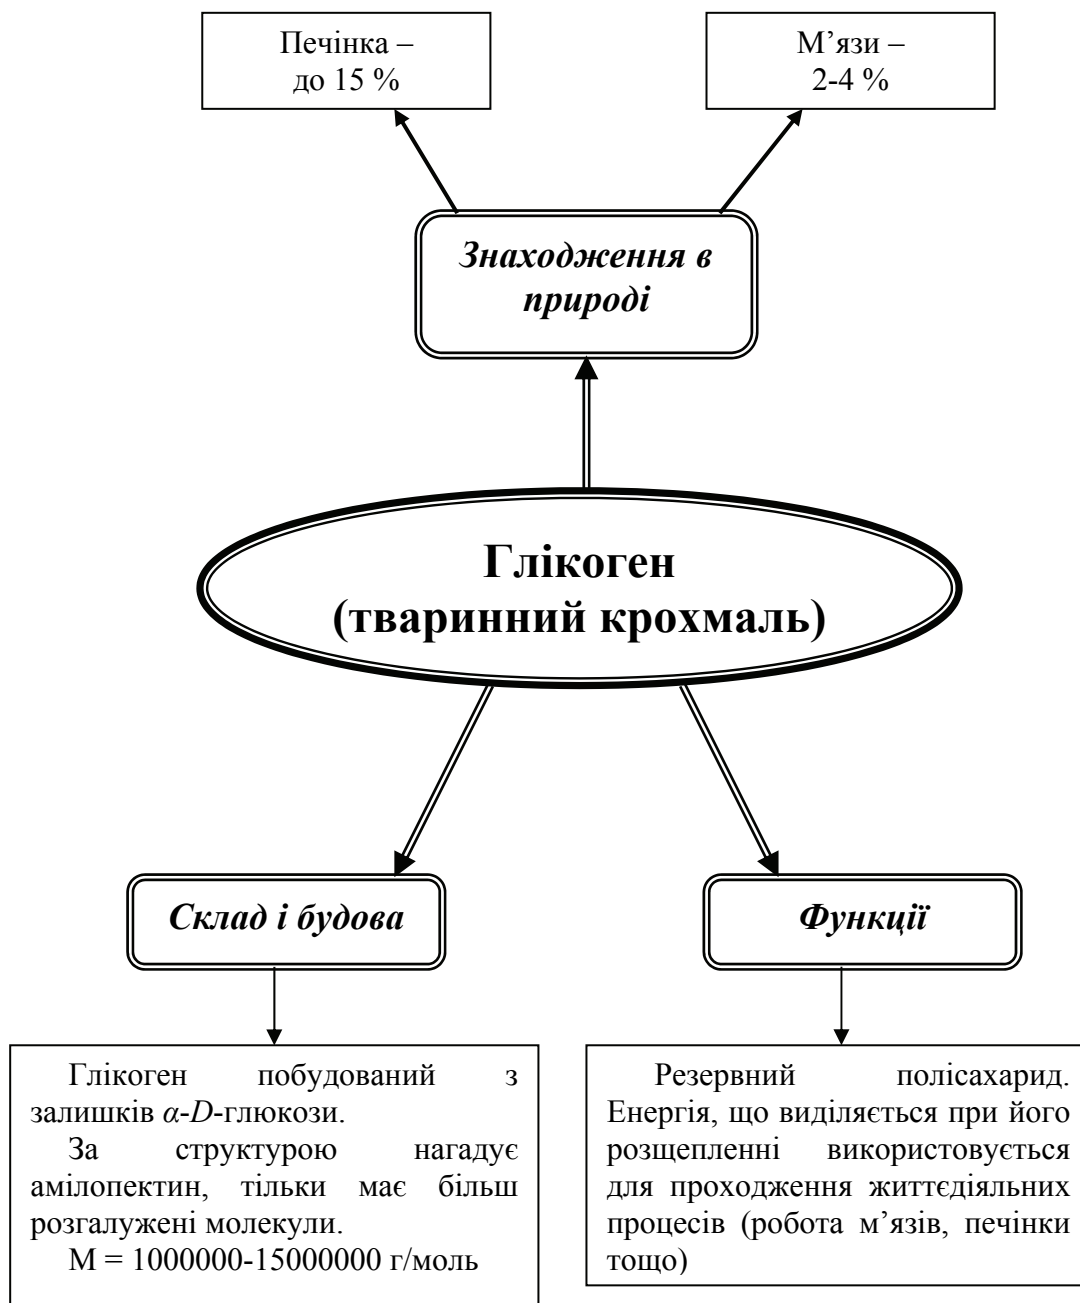 Печінка –
до 15 %
М’язи –
2-4 %
Знаходження в
природі
Глікоген
(тваринний крохмаль)
Склад і будова
Функції
Глікоген побудований з
залишків α-D-глюкози.
За структурою нагадує
амілопектин, тільки має більш
розгалужені молекули.
М = 1000000-15000000 г/моль
Резервний полісахарид.
Енергія, що виділяється при його
розщепленні використовується
для проходження життєдіяльних
процесів (робота м’язів, печінки
тощо)